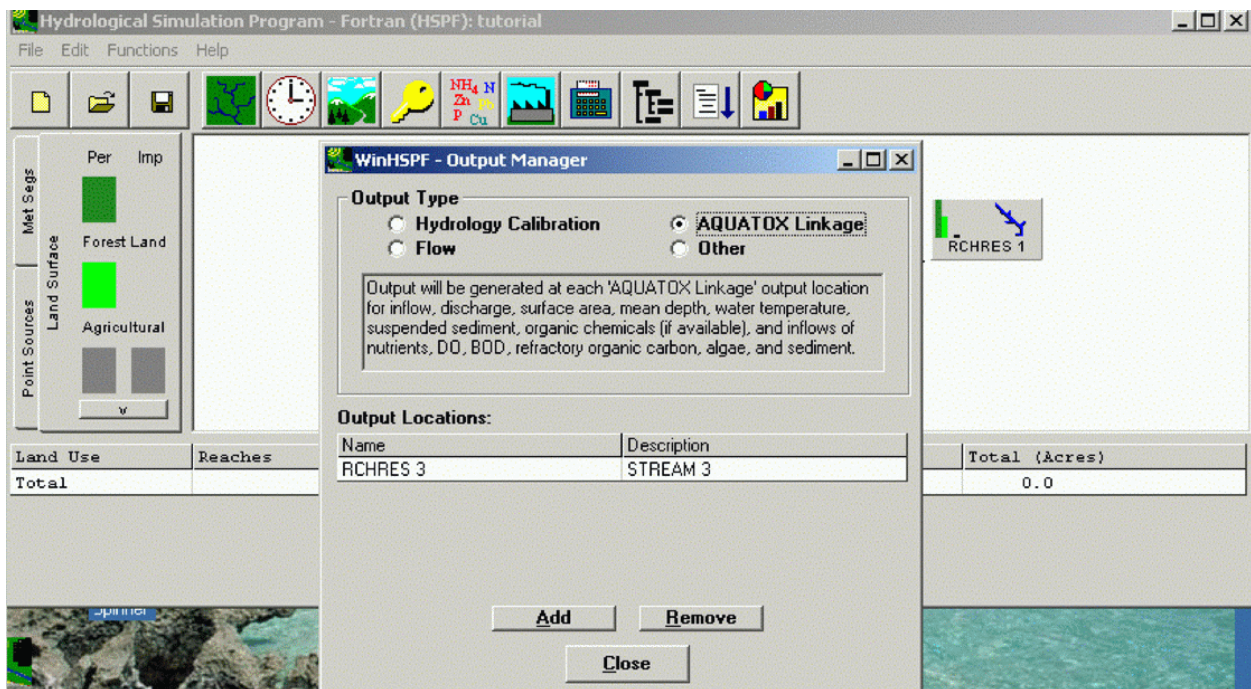 Hydrological Simulation Program - Fortran (HSPF): tutorial
File Edit Functions Help
NH4 N
Zn Pb
P Cu
Met Segs
Land Surface
Point Sources
Per Imp
Forest Land
Agricultural
RCHRES 1
WinHSPF - Output Manager
Output Type
Hydrology Calibration
AQUATOX Linkage
Flow
Other
Output will be generated at each 'AQUATOX Linkage' output location
for inflow, discharge, surface area, mean depth, water temperature,
suspended sediment, organic chemicals (if available), and inflows of
nutrients, DO, BOD, refractory organic carbon, algae, and sediment.
Output Locations:
Name Description
RCHRES 3 STREAM 3
Land Use Reaches Total (Acres)
Total 0.0
Add Remove
Close
Spinner